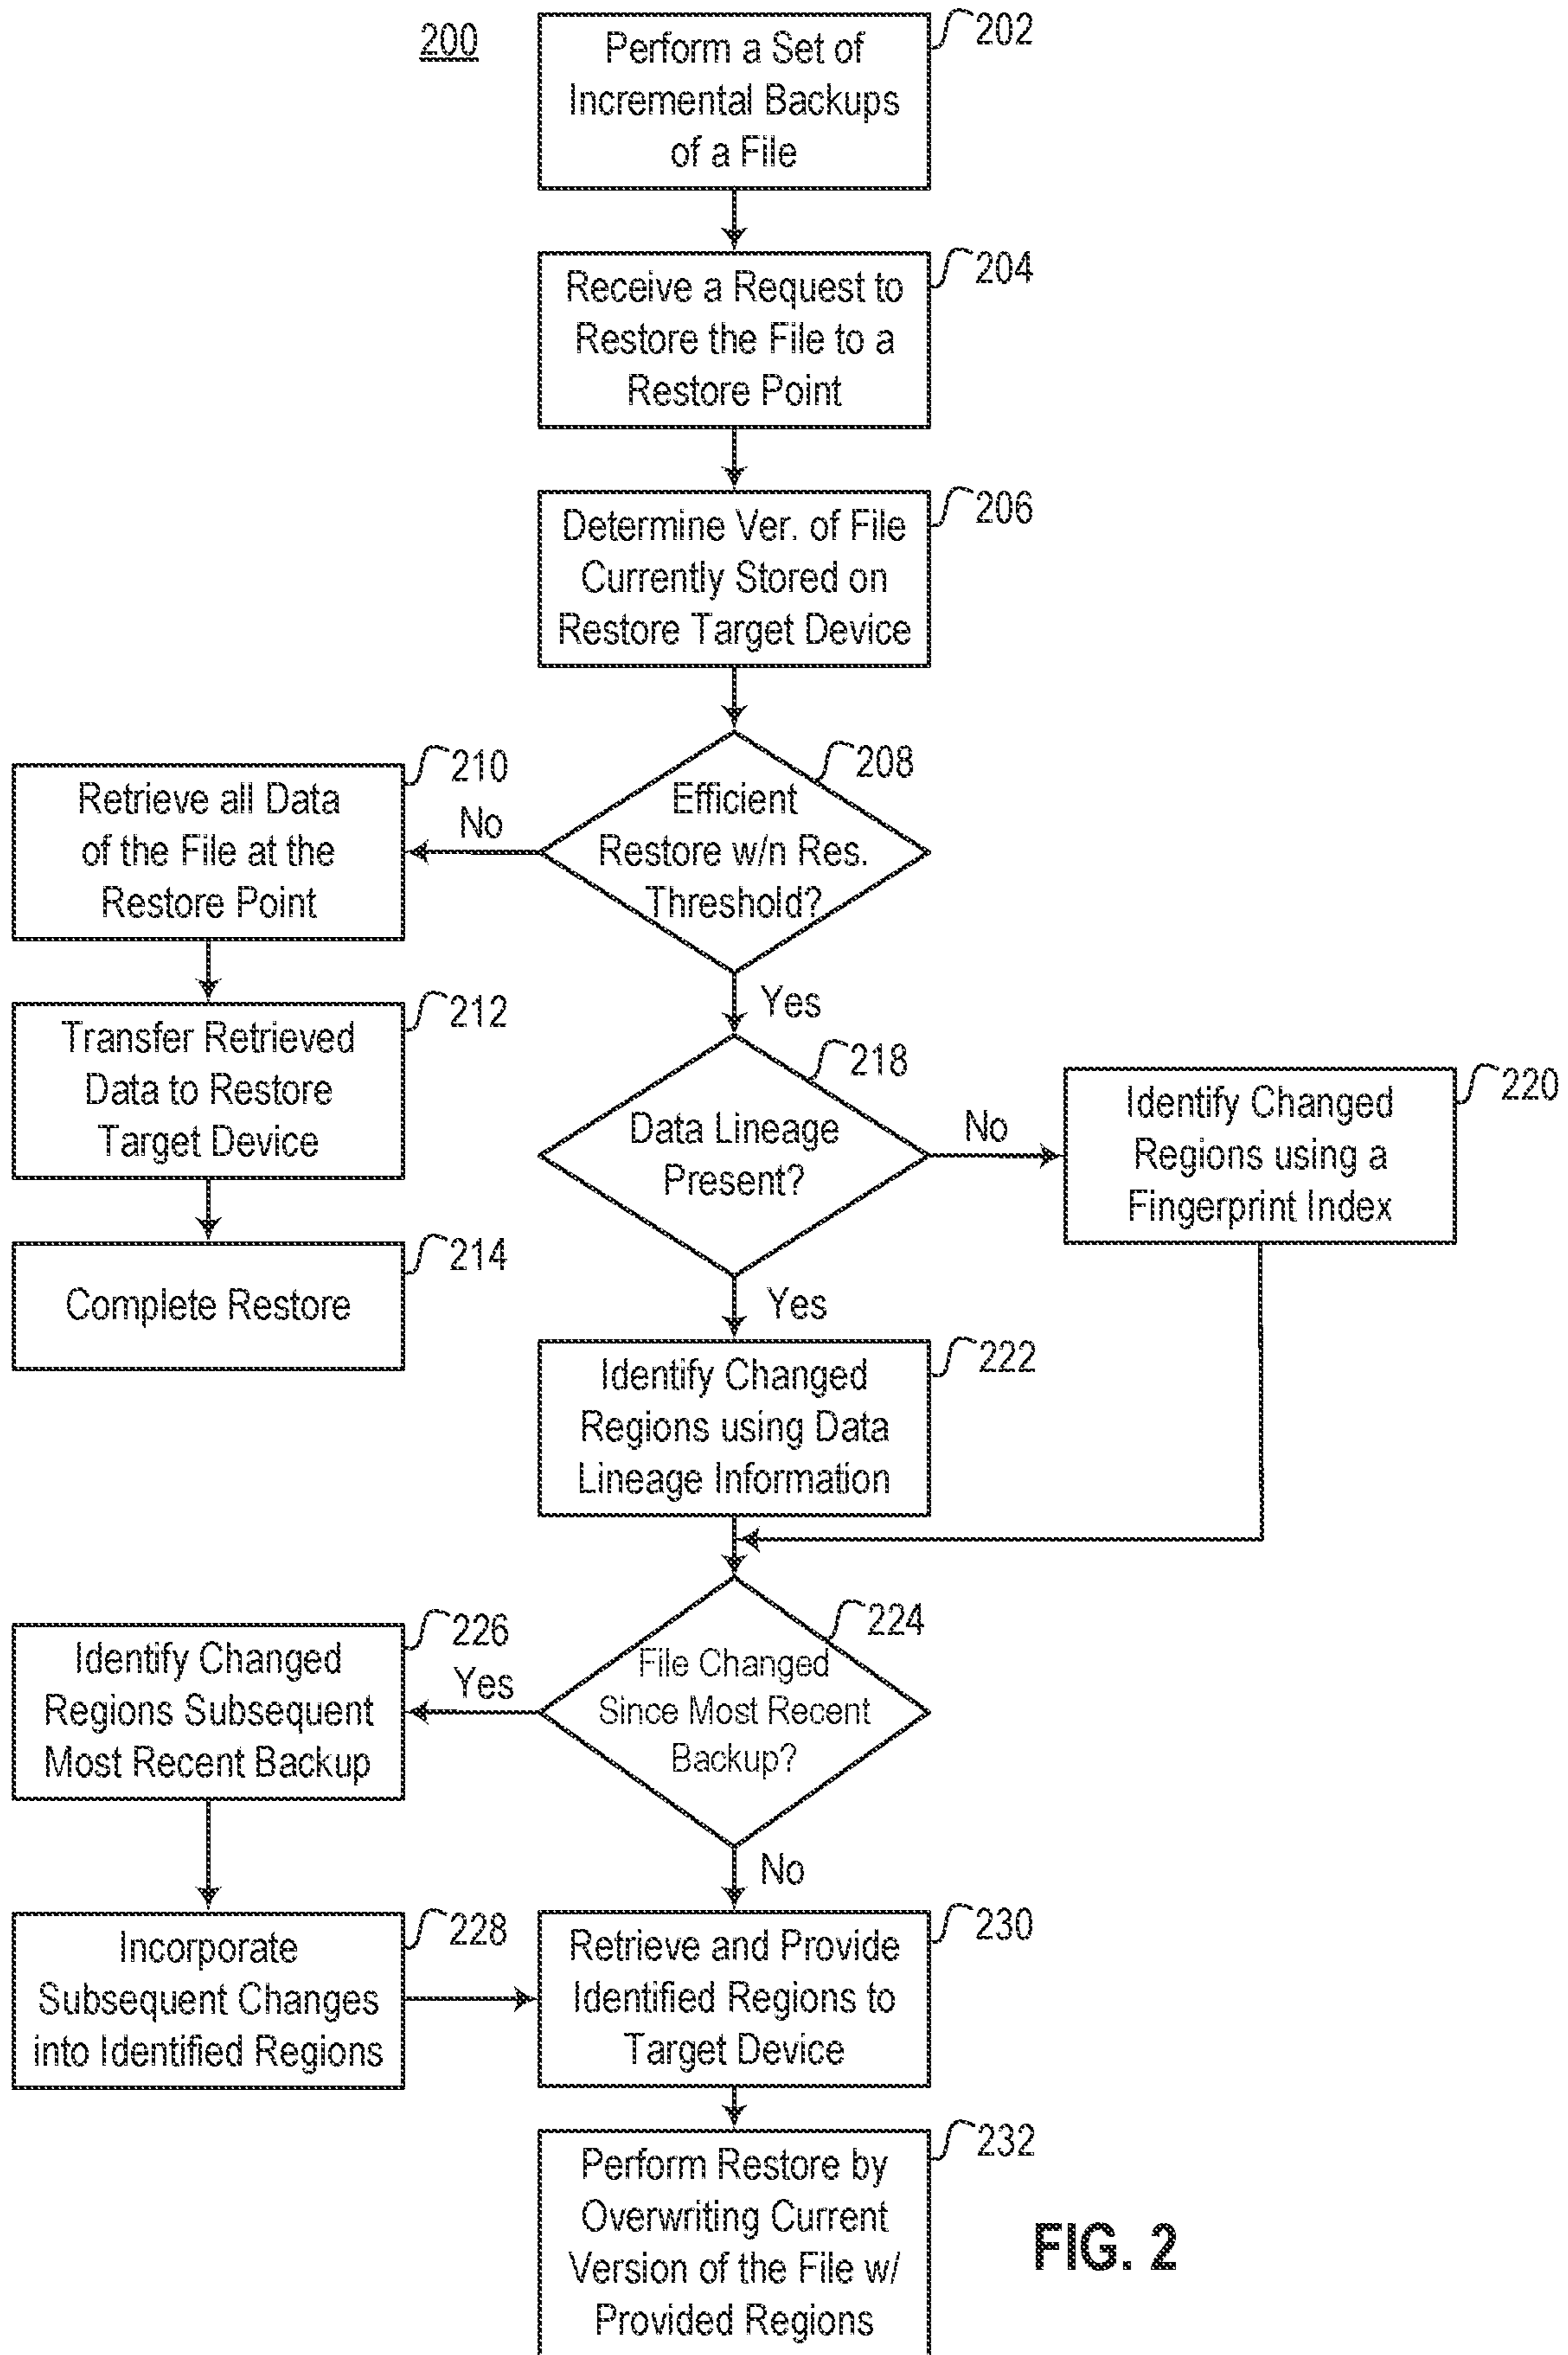 200
202
Perform a Set of
Incremental Backups
of a File
204
Receive a Request to
Restore the File to a
Restore Point
206
Determine Ver. of File
Currently Stored on
Restore Target Device
208
Efficient
Restore w/n Res.
Threshold?
No
210
Retrieve all Data
of the File at the
Restore Point
212
Transfer Retrieved
Data to Restore
Target Device
214
Complete Restore
Yes
218
Data Lineage
Present?
No
220
Identify Changed
Regions using a
Fingerprint Index
Yes
222
Identify Changed
Regions using Data
Lineage Information
224
File Changed
Since Most Recent
Backup?
Yes
226
Identify Changed
Regions Subsequent
Most Recent Backup
228
Incorporate
Subsequent Changes
into Identified Regions
No
230
Retrieve and Provide
Identified Regions to
Target Device
232
Perform Restore by
Overwriting Current
Version of the File w/
Provided Regions
FIG. 2